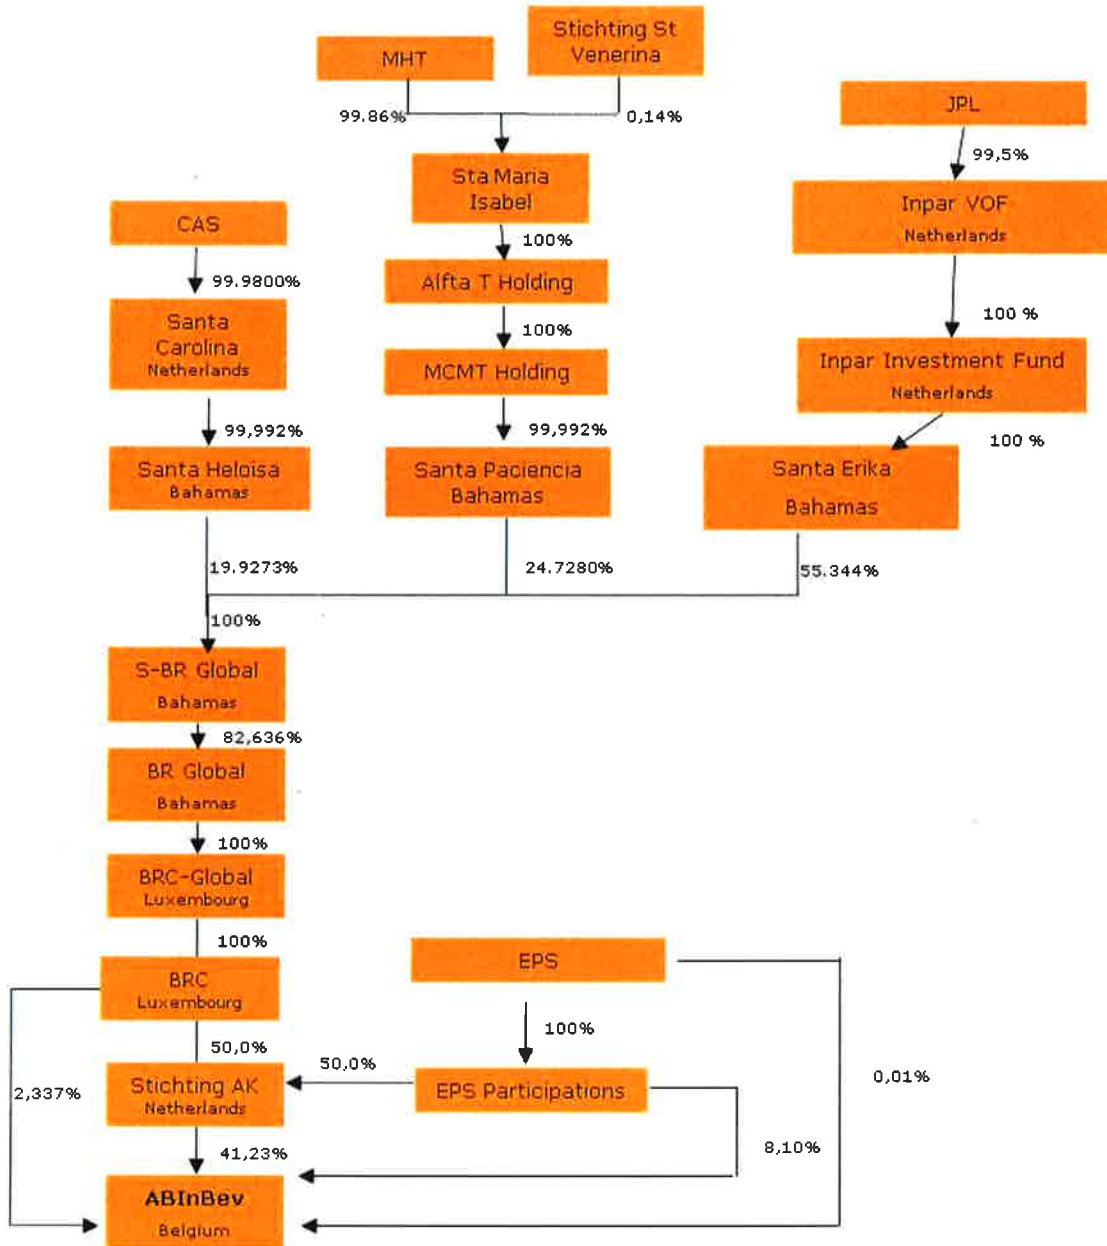 Stichting St
Venerina
MHT
99.86%
0,14%
JPL
99,5%
Sta Maria
Isabel
Inpar VOF
Netherlands
CAS
100%
99.9800%
Alfta T Holding
Santa
Carolina
Netherlands
100%
100 %
MCMT Holding
Inpar Investment Fund
Netherlands
99,992%
99,992%
100 %
Santa Heloisa
Bahamas
Santa Paciencia
Bahamas
Santa Erika
Bahamas
19.9273%
24.7280%
55.344%
100%
S-BR Global
Bahamas
82,636%
BR Global
Bahamas
100%
BRC-Global
Luxembourg
100%
EPS
BRC
Luxembourg
100%
50,0%
50,0%
2,337%
Stichting AK
Netherlands
EPS Participations
0,01%
41,23%
8,10%
ABInBev
Belgium